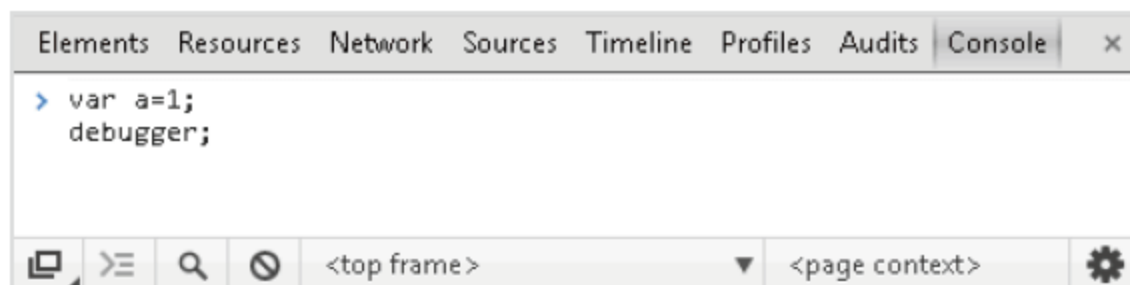 Elements Resources Network Sources Timeline Profiles Audits Console ×
> var a=1;
debugger;
<top frame> ▼ <page context>